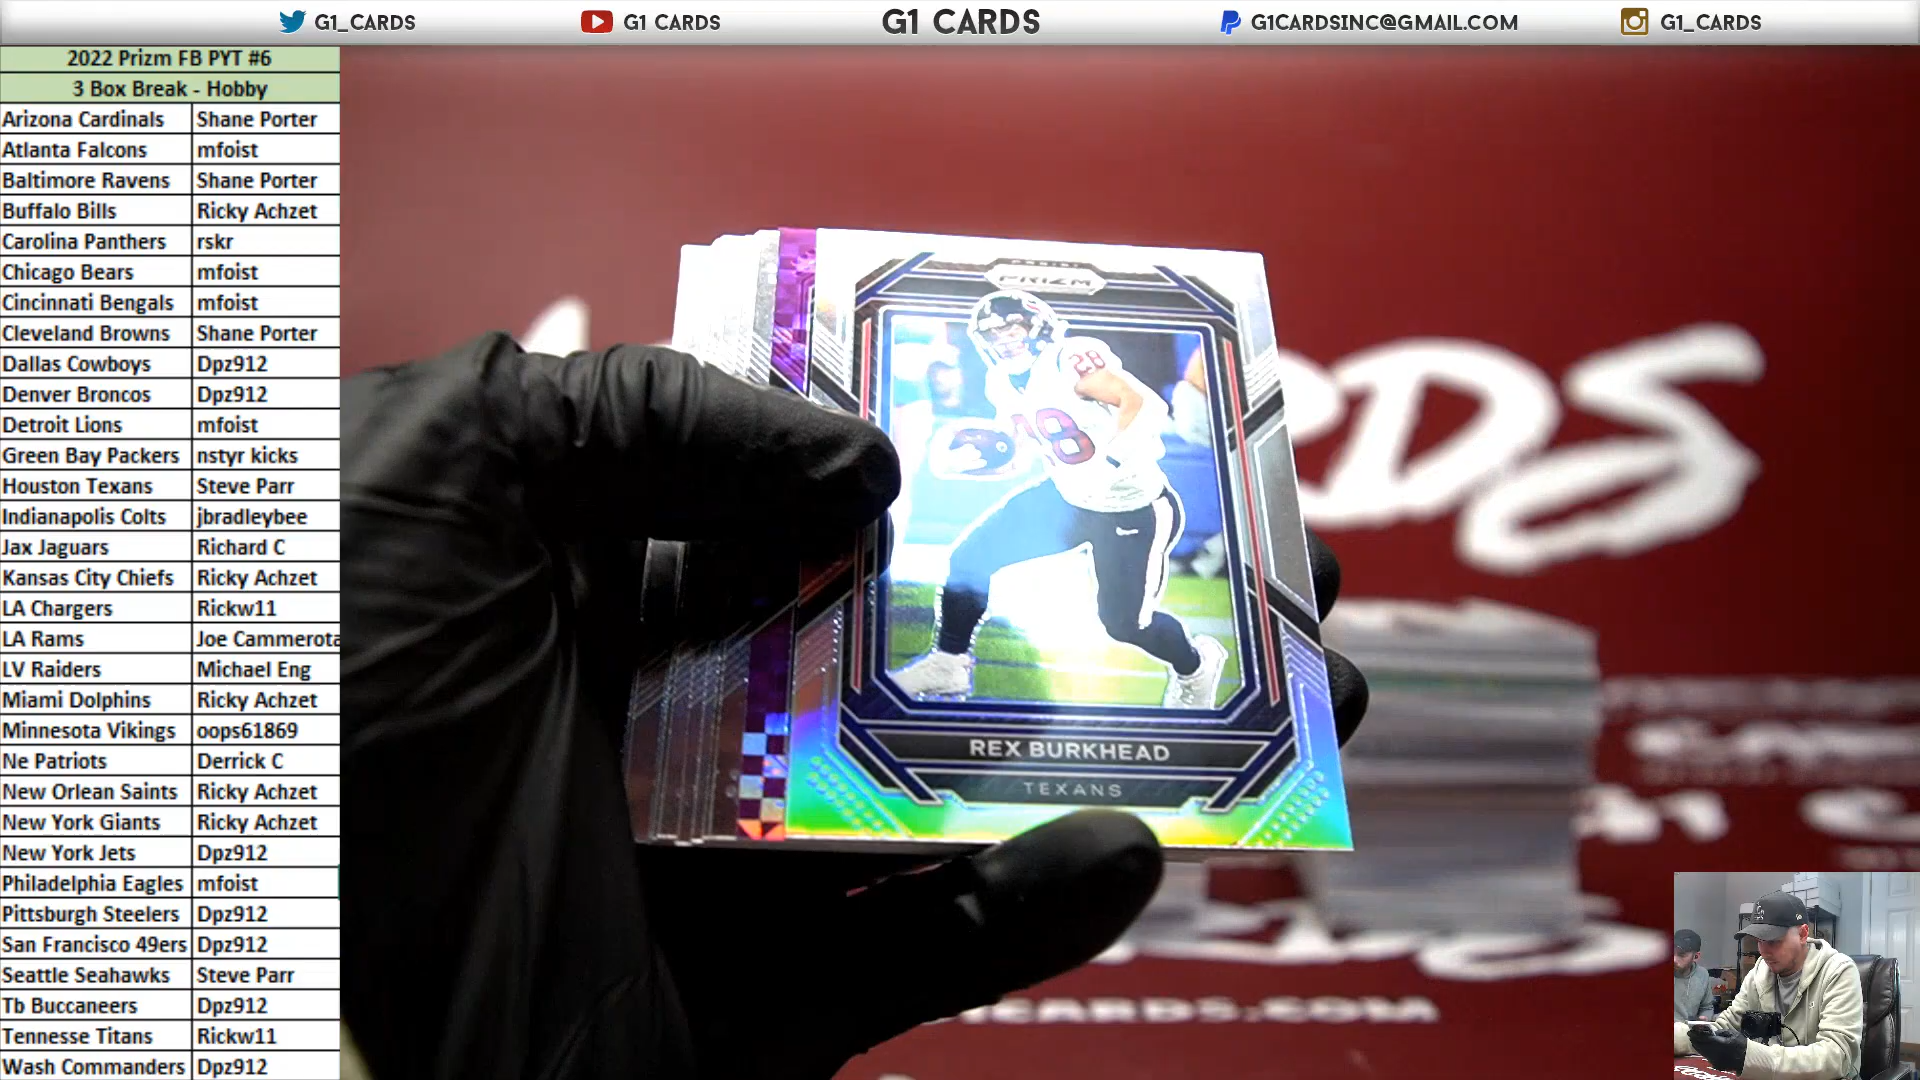 G1_CARDS
G1 CARDS
G1 CARDS
G1CARDSINC@GMAIL.COM
G1_CARDS
2022 Prizm FB PYT #6
3 Box Break - Hobby
Arizona Cardinals Shane Porter
Atlanta Falcons mfoist
Baltimore Ravens Shane Porter
Buffalo Bills Ricky Achzet
Carolina Panthers rskr
Chicago Bears mfoist
Cincinnati Bengals mfoist
Cleveland Browns Shane Porter
Dallas Cowboys Dpz912
Denver Broncos Dpz912
Detroit Lions mfoist
Green Bay Packers nstyr kicks
Houston Texans Steve Parr
Indianapolis Colts jbradleybee
Jax Jaguars Richard C
Kansas City Chiefs Ricky Achzet
LA Chargers Rickw11
LA Rams Joe Cammerota
LV Raiders Michael Eng
Miami Dolphins Ricky Achzet
Minnesota Vikings oops61869
Ne Patriots Derrick C
New Orlean Saints Ricky Achzet
New York Giants Ricky Achzet
New York Jets Dpz912
Philadelphia Eagles mfoist
Pittsburgh Steelers Dpz912
San Francisco 49ers Dpz912
Seattle Seahawks Steve Parr
Tb Buccaneers Dpz912
Tennesse Titans Rickw11
Wash Commanders Dpz912
PANINI
PRIZM
28
28
REX BURKHEAD
TEXANS
RDS
CARDS.COM